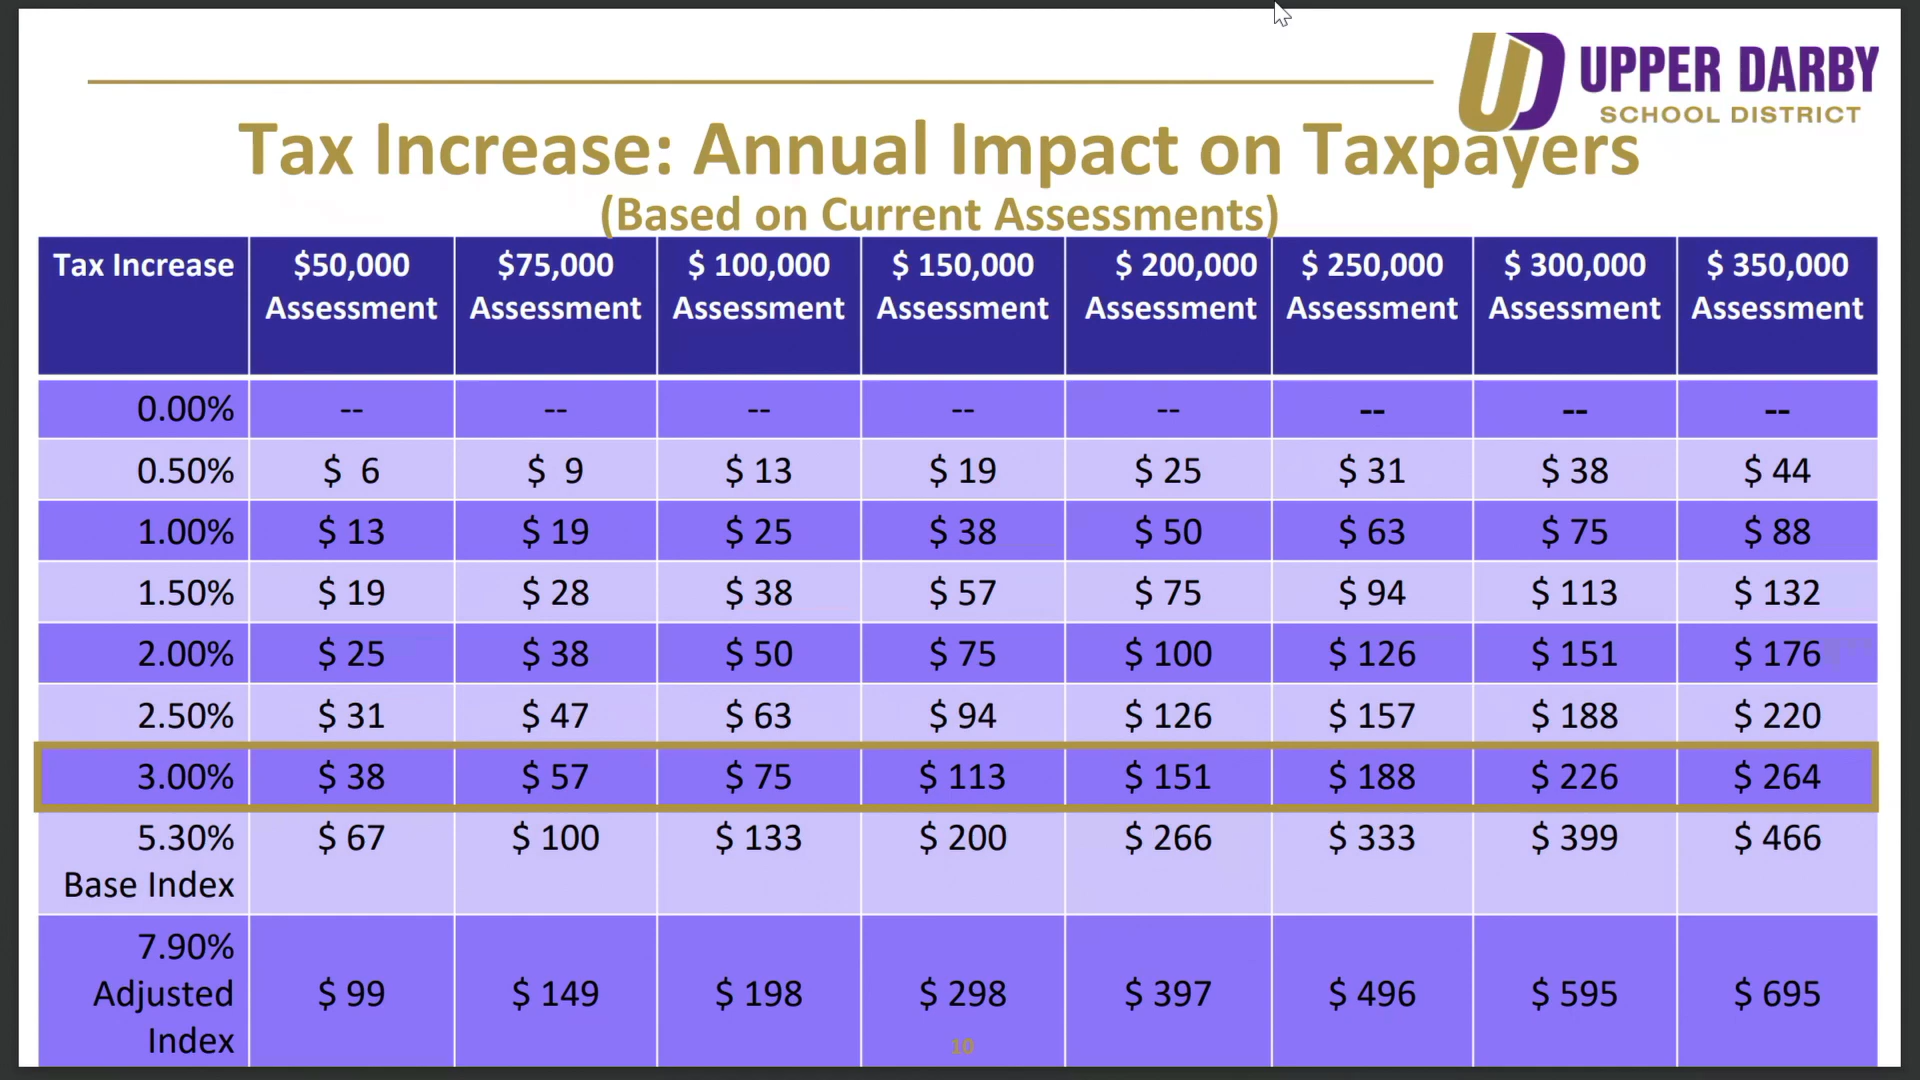 UPPER DARBY
SCHOOL DISTRICT
Tax Increase: Annual Impact on Taxpayers
(Based on Current Assessments)
Tax Increase $50,000 Assessment $75,000 Assessment $ 100,000 Assessment $ 150,000 Assessment $ 200,000 Assessment $ 250,000 Assessment $ 300,000 Assessment $ 350,000 Assessment
0.00% -- -- -- -- -- -- -- --
0.50% $ 6 $ 9 $ 13 $ 19 $ 25 $ 31 $ 38 $ 44
1.00% $ 13 $ 19 $ 25 $ 38 $ 50 $ 63 $ 75 $ 88
1.50% $ 19 $ 28 $ 38 $ 57 $ 75 $ 94 $ 113 $ 132
2.00% $ 25 $ 38 $ 50 $ 75 $ 100 $ 126 $ 151 $ 176
2.50% $ 31 $ 47 $ 63 $ 94 $ 126 $ 157 $ 188 $ 220
3.00% $ 38 $ 57 $ 75 $ 113 $ 151 $ 188 $ 226 $ 264
5.30% $ 67 $ 100 $ 133 $ 200 $ 266 $ 333 $ 399 $ 466
Base Index
7.90%
Adjusted $ 99 $ 149 $ 198 $ 298 $ 397 $ 496 $ 595 $ 695
Index
10